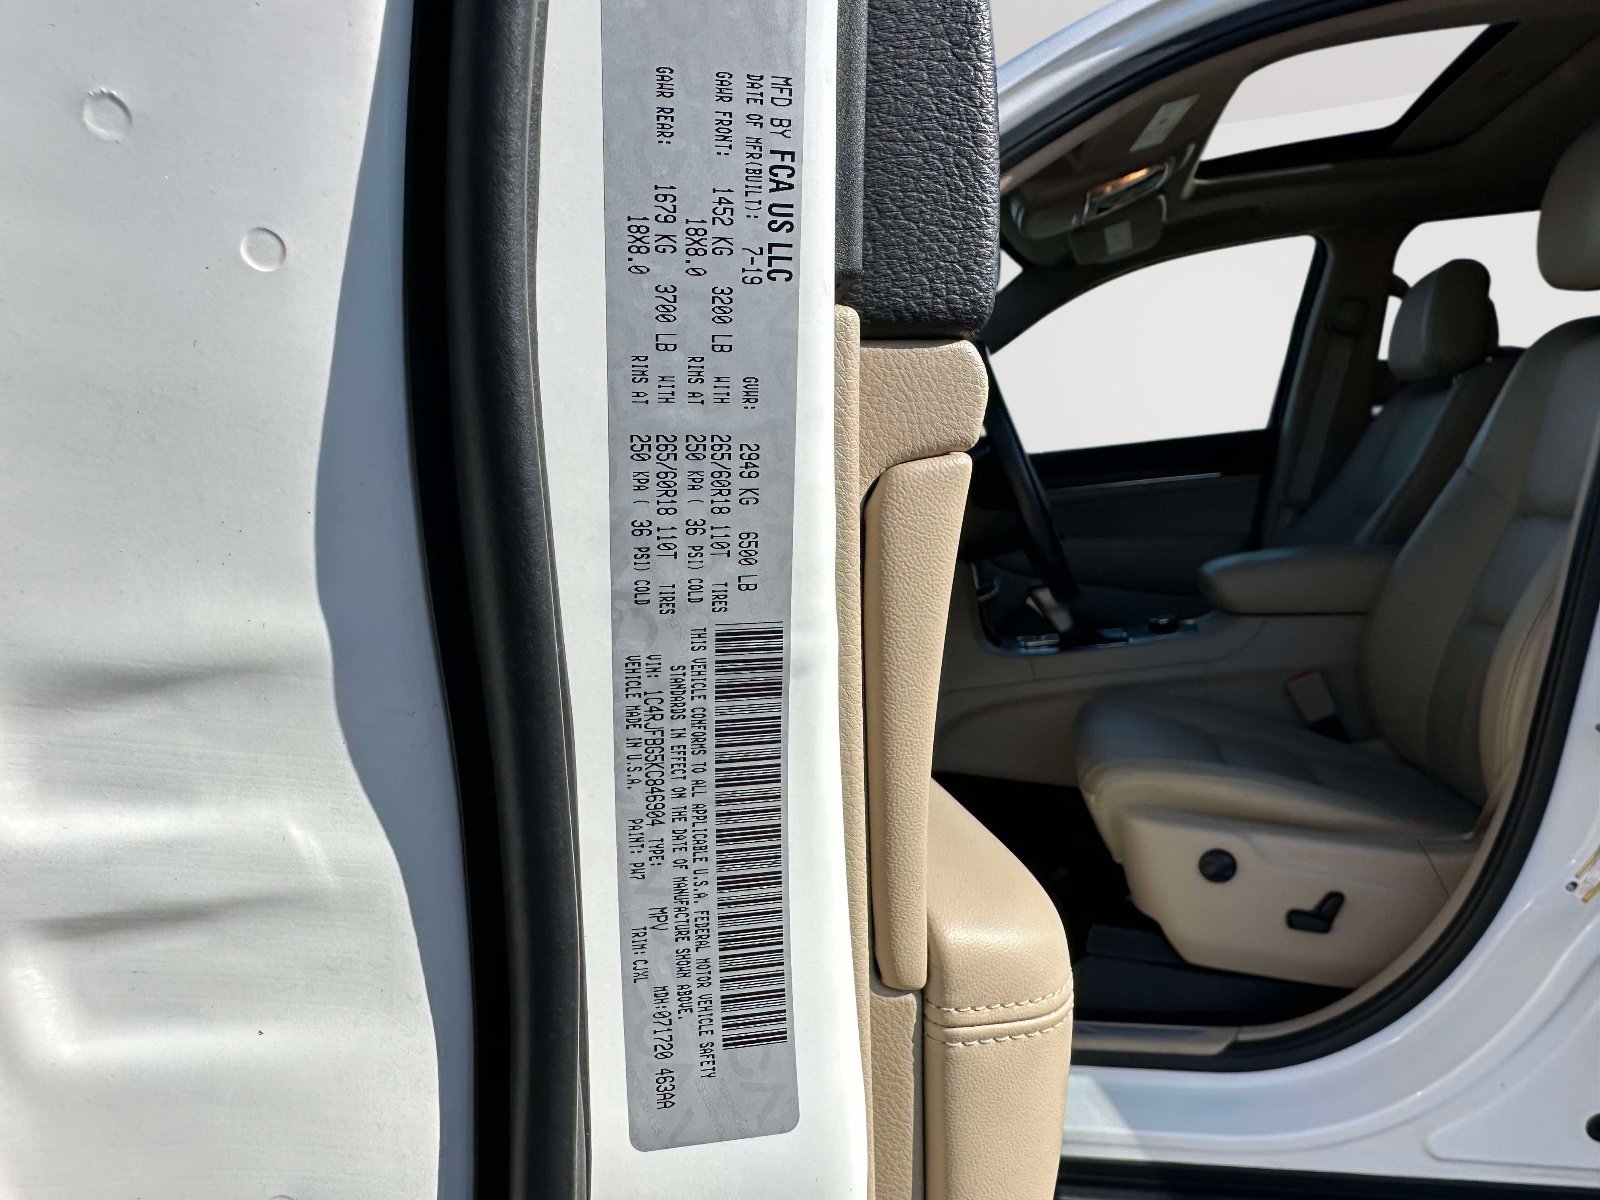 MFD BY FCA US LLC
DATE OF MFR(BUILT): 7-19 GVWR: 2949 KG 6500 LB
GAWR FRONT: 1452 KG 3200 LB WITH 265/60R18 110T TIRES
18X8.0 RIMS AT 250 KPA ( 36 PSI) COLD
GAWR REAR: 1679 KG 3700 LB WITH 265/60R18 110T TIRES
18X8.0 RIMS AT 250 KPA ( 36 PSI) COLD
THIS VEHICLE CONFORMS TO ALL APPLICABLE U.S.A. FEDERAL MOTOR VEHICLE SAFETY
STANDARDS IN EFFECT ON THE DATE OF MANUFACTURE SHOWN ABOVE.
VIN: 1C4RJFBG5KC846904 TYPE: MPV MDH:071720 463AA
VEHICLE MADE IN U.S.A. PAINT: PW7 TRIM: CJXL